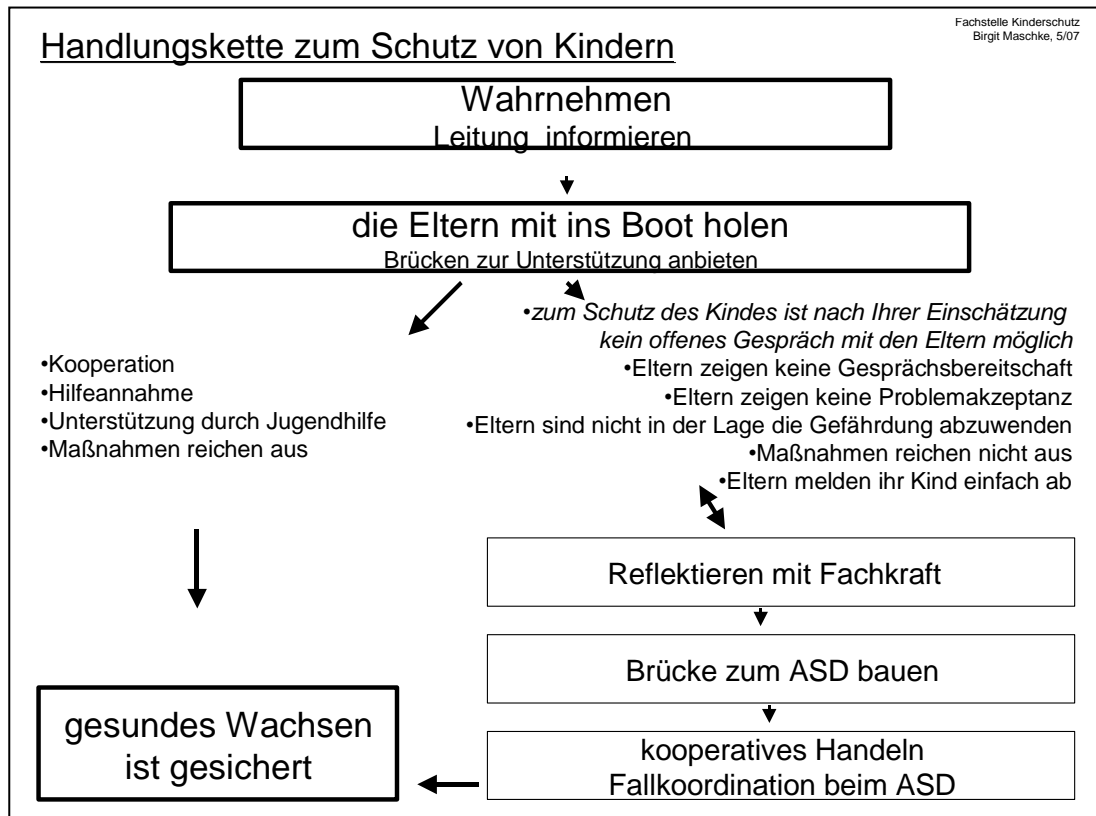 Fachstelle Kinderschutz
Birgit Maschke, 5/07
Handlungskette zum Schutz von Kindern
Wahrnehmen
Leitung informieren
die Eltern mit ins Boot holen
Brücken zur Unterstützung anbieten
•Kooperation
•Hilfeannahme
•Unterstützung durch Jugendhilfe
•Maßnahmen reichen aus
•zum Schutz des Kindes ist nach Ihrer Einschätzung
kein offenes Gespräch mit den Eltern möglich
•Eltern zeigen keine Gesprächsbereitschaft
•Eltern zeigen keine Problemakzeptanz
•Eltern sind nicht in der Lage die Gefährdung abzuwenden
•Maßnahmen reichen nicht aus
•Eltern melden ihr Kind einfach ab
Reflektieren mit Fachkraft
Brücke zum ASD bauen
kooperatives Handeln
Fallkoordination beim ASD
gesundes Wachsen
ist gesichert